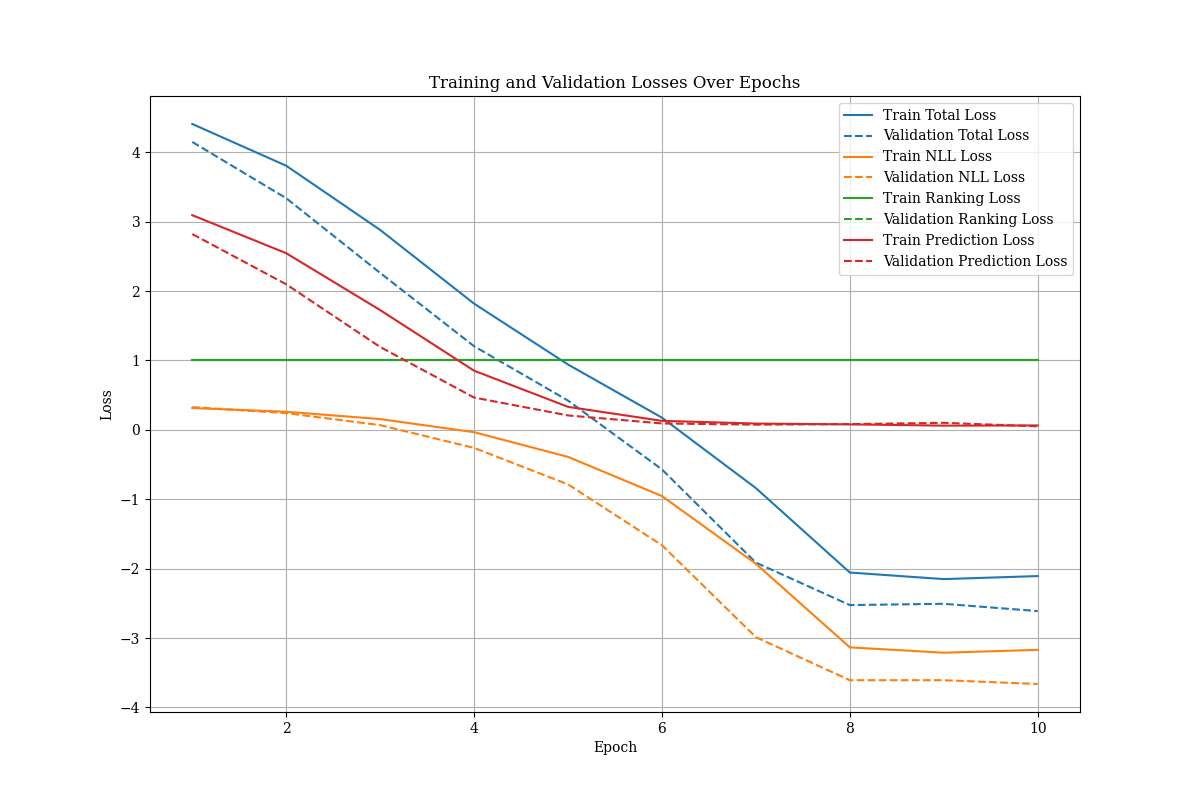 Training and Validation Losses Over Epochs
Train Total Loss
Validation Total Loss
Train NLL Loss
Validation NLL Loss
Train Ranking Loss
Validation Ranking Loss
Train Prediction Loss
Validation Prediction Loss
Loss
4
3
2
1
0
−1
−2
−3
−4
2 4 6 8 10
Epoch